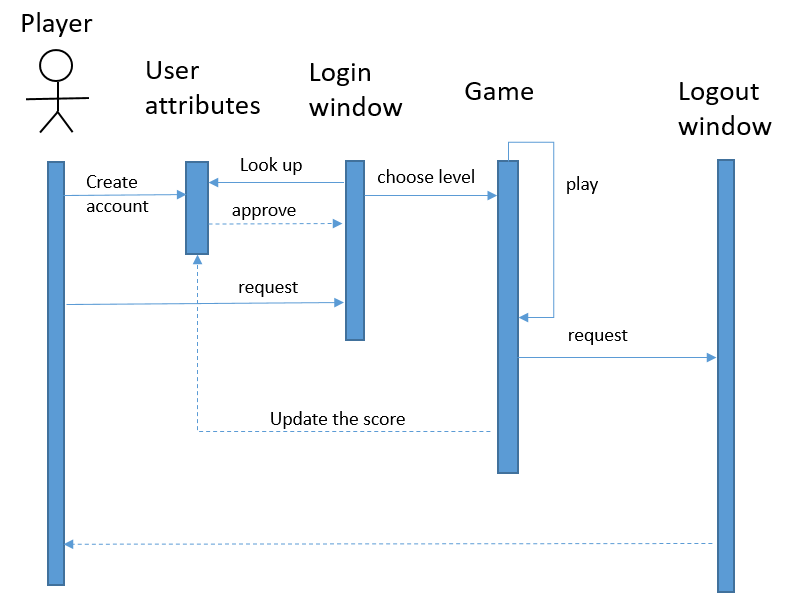 Player
User
attributes
Login
window
Game
Logout
window
Look up
Create
account
choose level
play
approve
request
request
Update the score